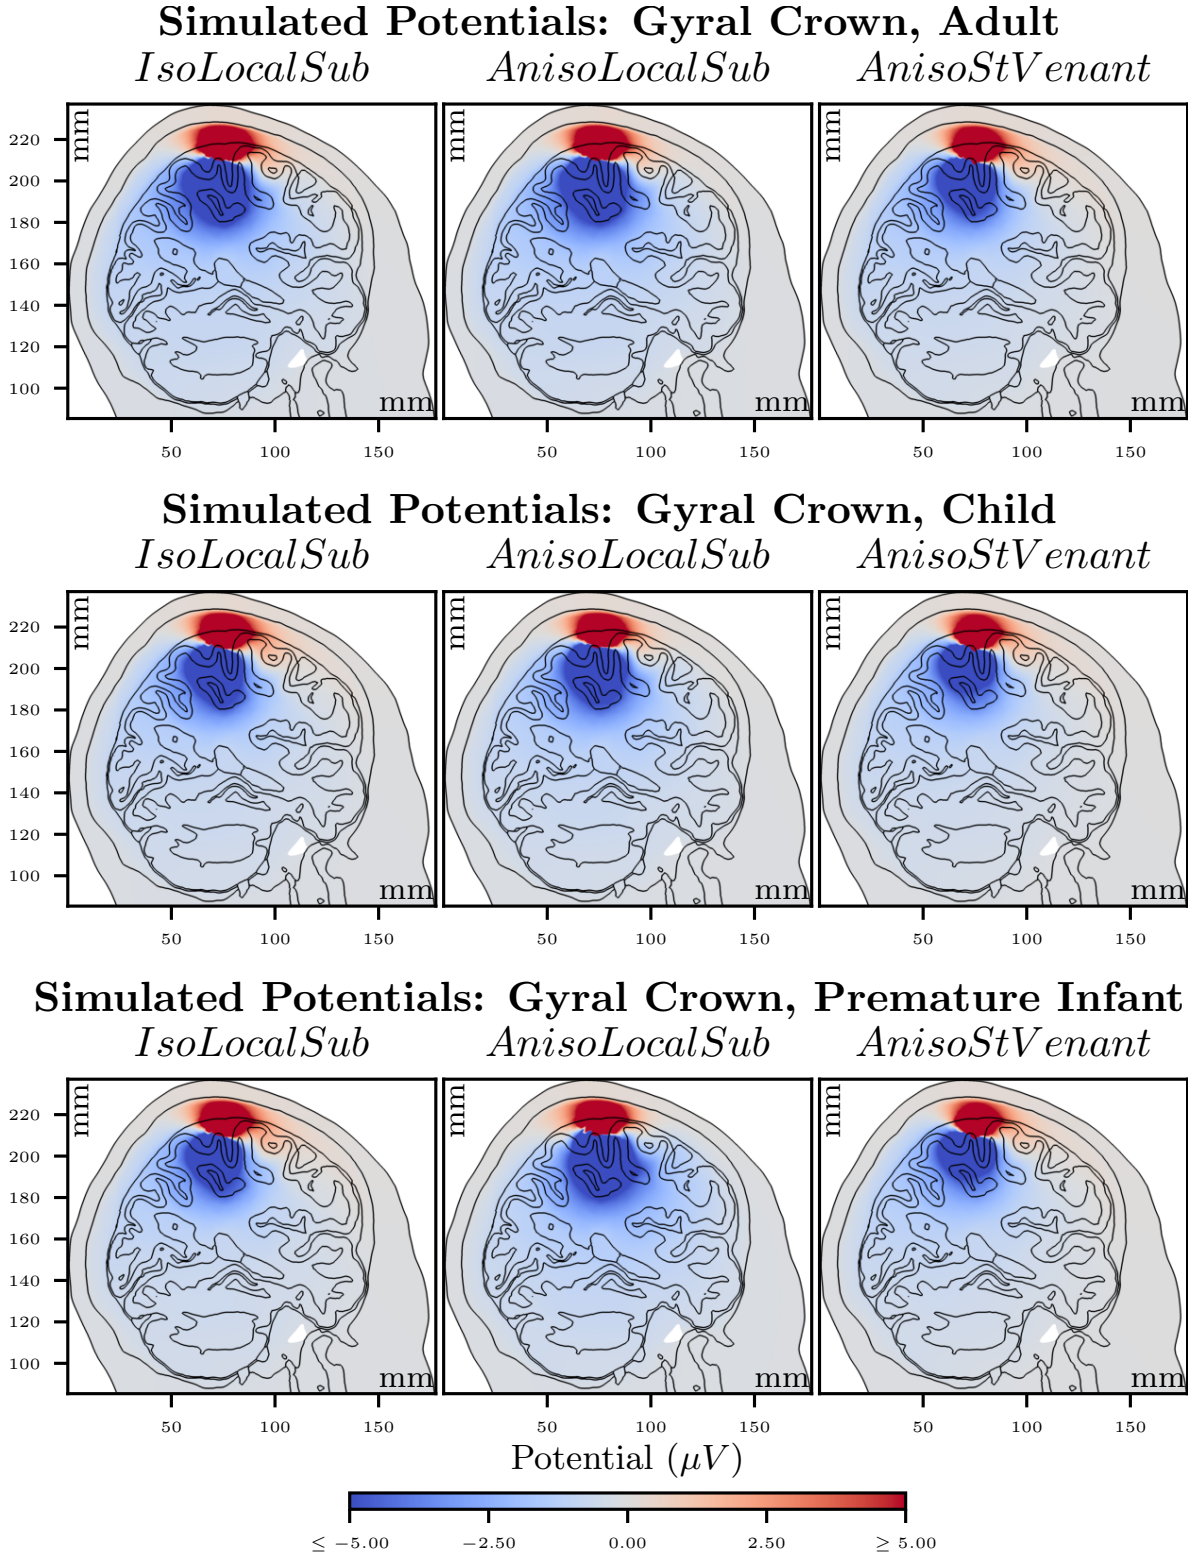 Simulated Potentials: Gyral Crown, Adult
IsoLocalSub AnisoLocalSub AnisoStVenant
mm mm mm
220
200
180
160
140
120
100
mm mm mm
50 100 150 50 100 150 50 100 150
Simulated Potentials: Gyral Crown, Child
IsoLocalSub AnisoLocalSub AnisoStVenant
mm mm mm
220
200
180
160
140
120
100
mm mm mm
50 100 150 50 100 150 50 100 150
Simulated Potentials: Gyral Crown, Premature Infant
IsoLocalSub AnisoLocalSub AnisoStVenant
mm mm mm
220
200
180
160
140
120
100
mm mm mm
50 100 150 50 100 150 50 100 150
Potential (μV)
≤ −5.00 −2.50 0.00 2.50 ≥ 5.00